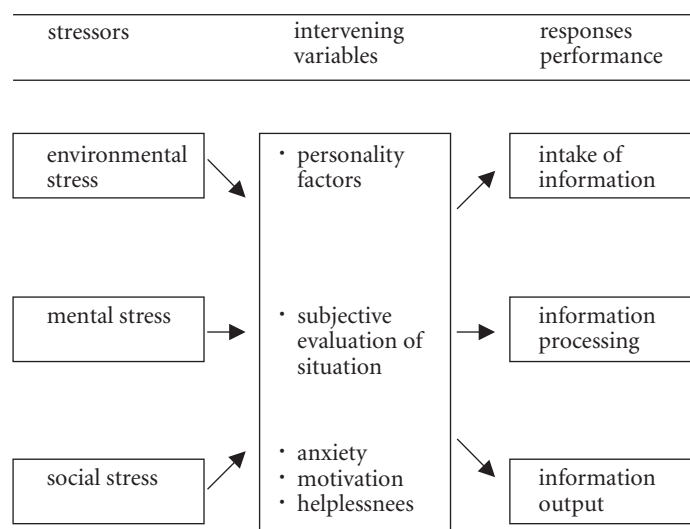 stressors
intervening
variables
responses
performance
environmental
stress
· personality
factors
intake of
information
mental stress
· subjective
evaluation of
situation
information
processing
social stress
· anxiety
· motivation
· helplessnees
information
output